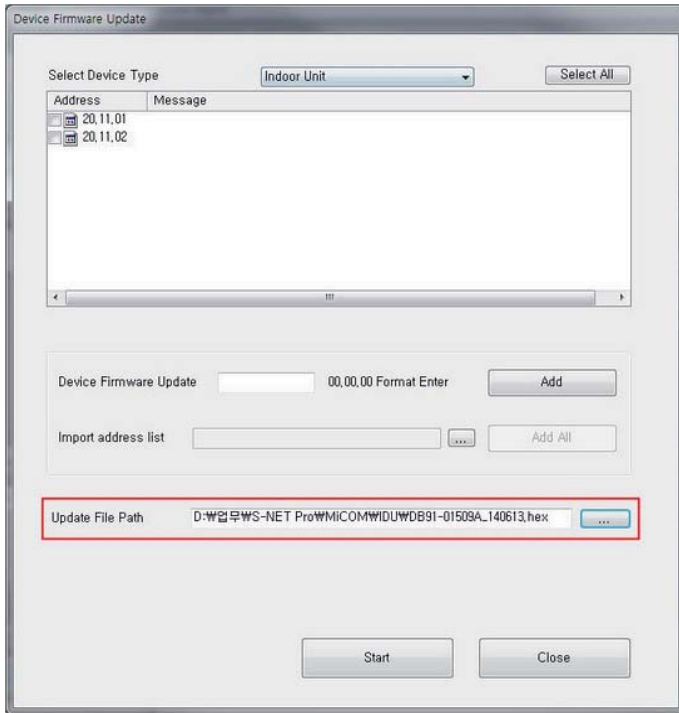 Device Firmware Update
Select Device Type Indoor Unit Select All
Address Message
20,11,01
20,11,02
Device Firmware Update 00,00,00 Format Enter Add
Import address list ... Add All
Update File Path D:₩업무₩S-NET Pro₩MiCOM₩IDU₩DB91-01509A_140613,hex ...
Start Close